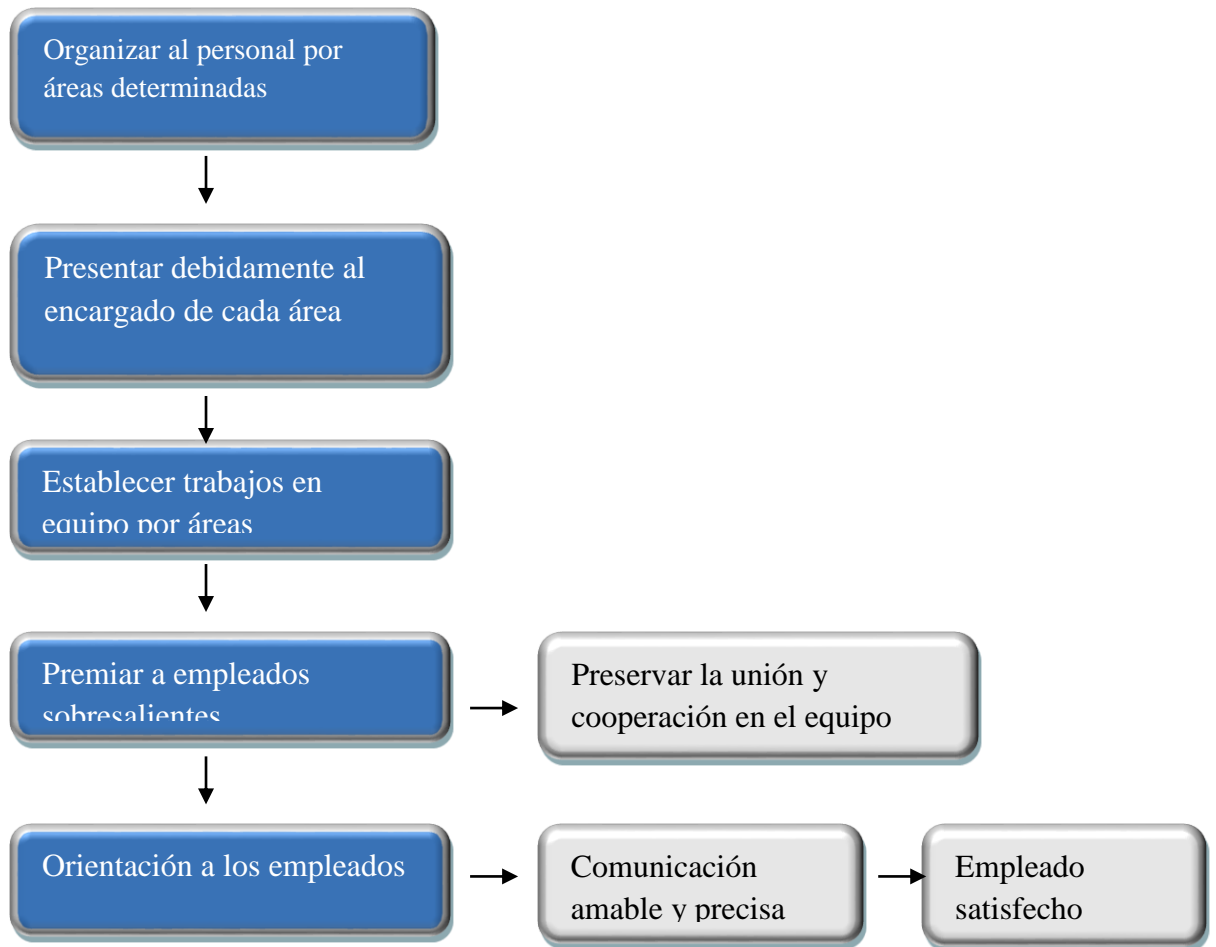 Organizar al personal por
áreas determinadas
Presentar debidamente al
encargado de cada área
Establecer trabajos en
equipo por áreas
Premiar a empleados
sobresalientes
Preservar la unión y
cooperación en el equipo
Orientación a los empleados
Comunicación
amable y precisa
Empleado
satisfecho